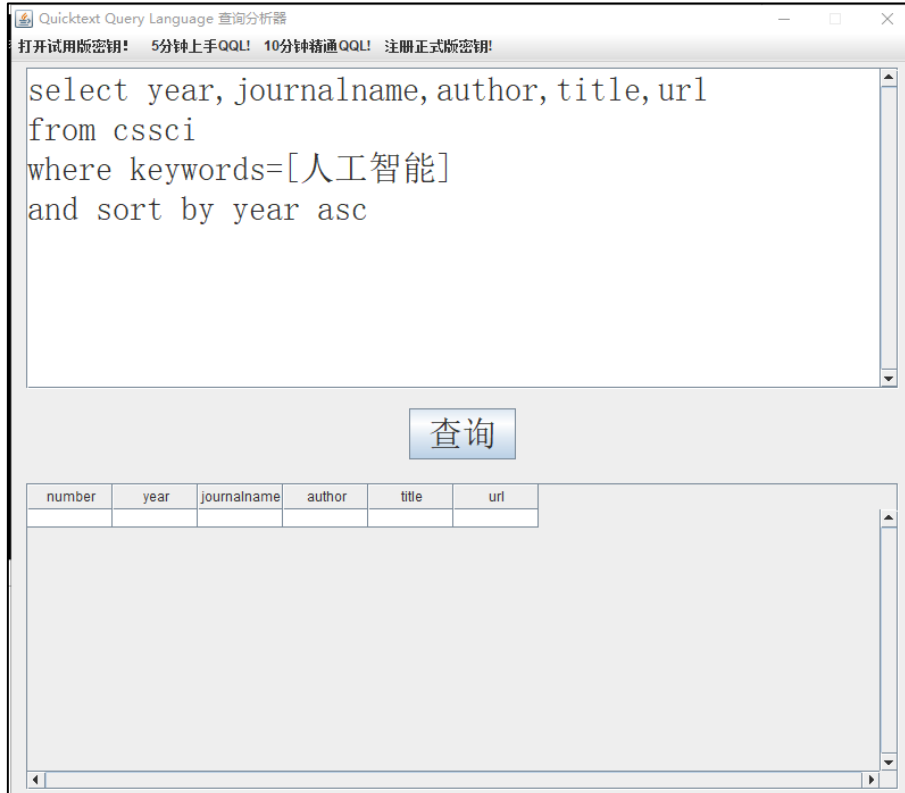 Quicktext Query Language 查询分析器
打开试用版密钥! 5分钟上手QQL! 10分钟精通QQL! 注册正式版密钥!
select year,journalname,author,title,url
from cssci
where keywords=[人工智能]
and sort by year asc
查询
number year journalname author title url